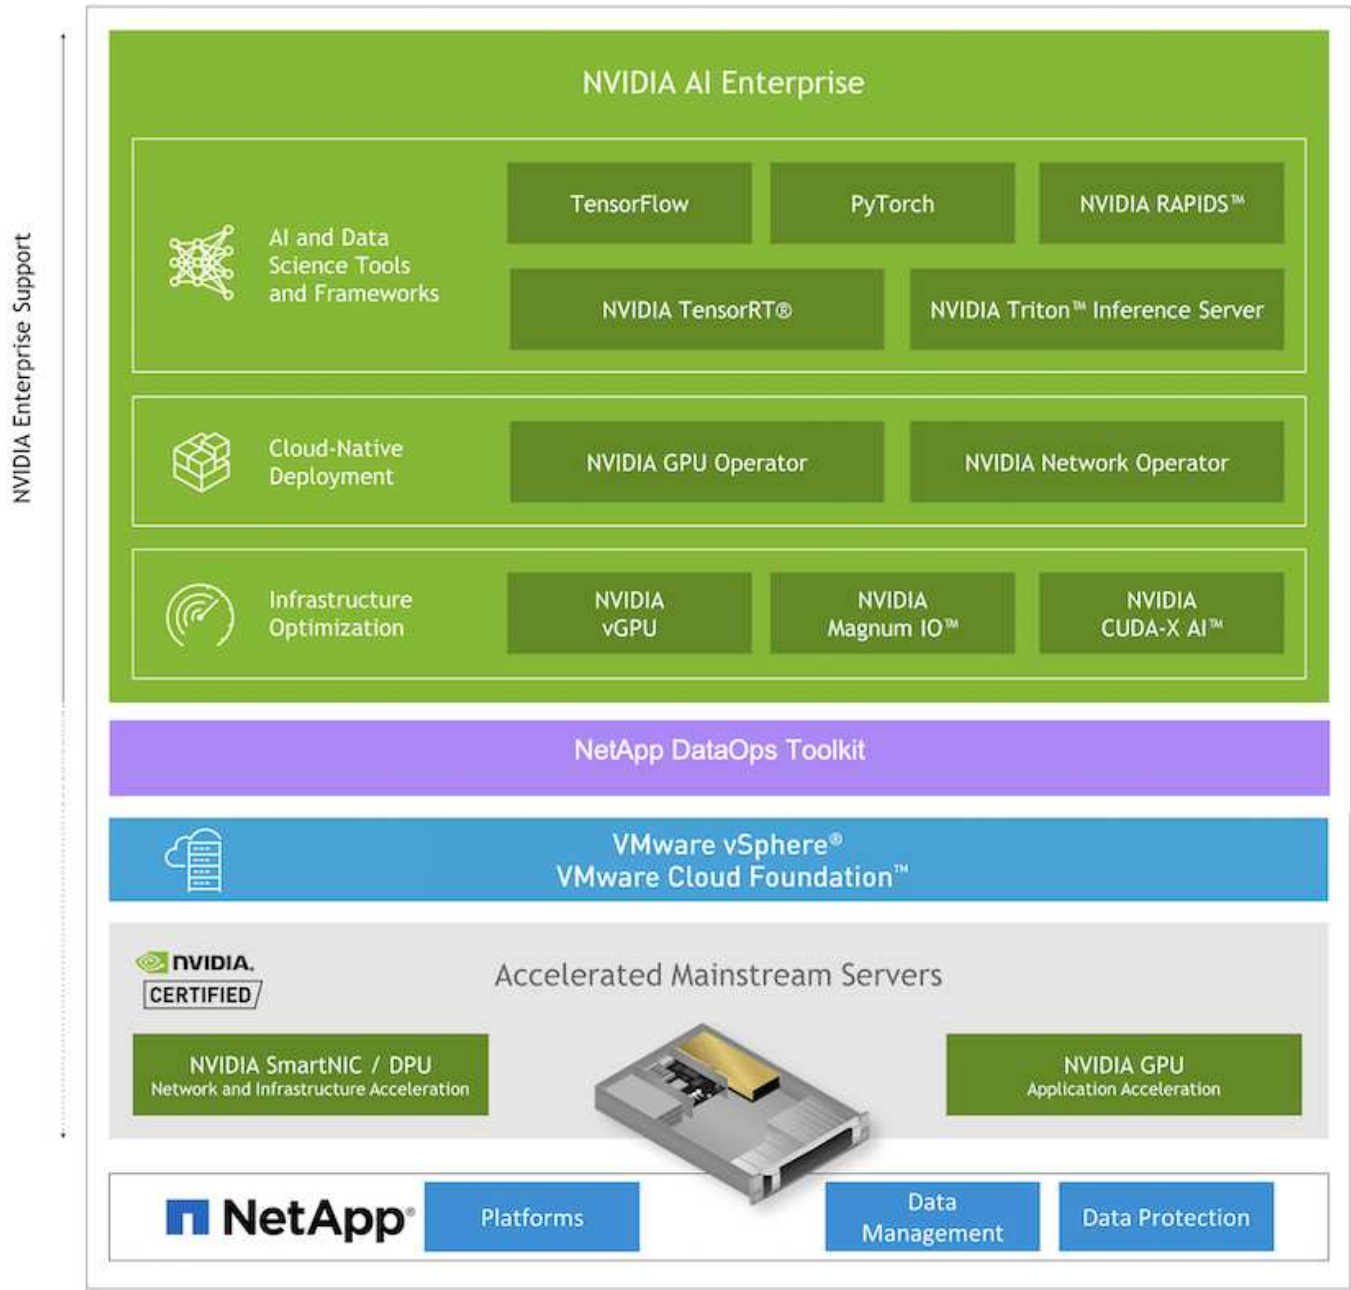 NVIDIA Enterprise Support
NVIDIA AI Enterprise
AI and Data
Science Tools
and Frameworks
TensorFlow
PyTorch
NVIDIA RAPIDS™
NVIDIA TensorRT®
NVIDIA Triton™ Inference Server
Cloud-Native
Deployment
NVIDIA GPU Operator
NVIDIA Network Operator
Infrastructure
Optimization
NVIDIA
vGPU
NVIDIA
Magnum IO™
NVIDIA
CUDA-X AI™
NetApp DataOps Toolkit
VMware vSphere®
VMware Cloud Foundation™
NVIDIA.
CERTIFIED
Accelerated Mainstream Servers
NVIDIA SmartNIC / DPU
Network and Infrastructure Acceleration
NVIDIA GPU
Application Acceleration
NetApp®
Platforms
Data
Management
Data Protection